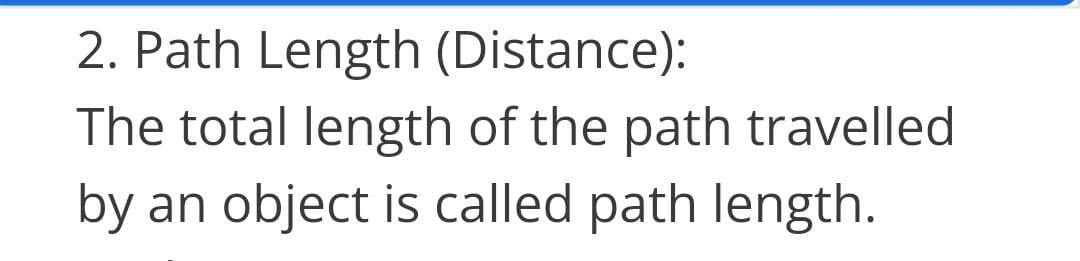 2. Path Length (Distance):
The total length of the path travelled
by an object is called path length.